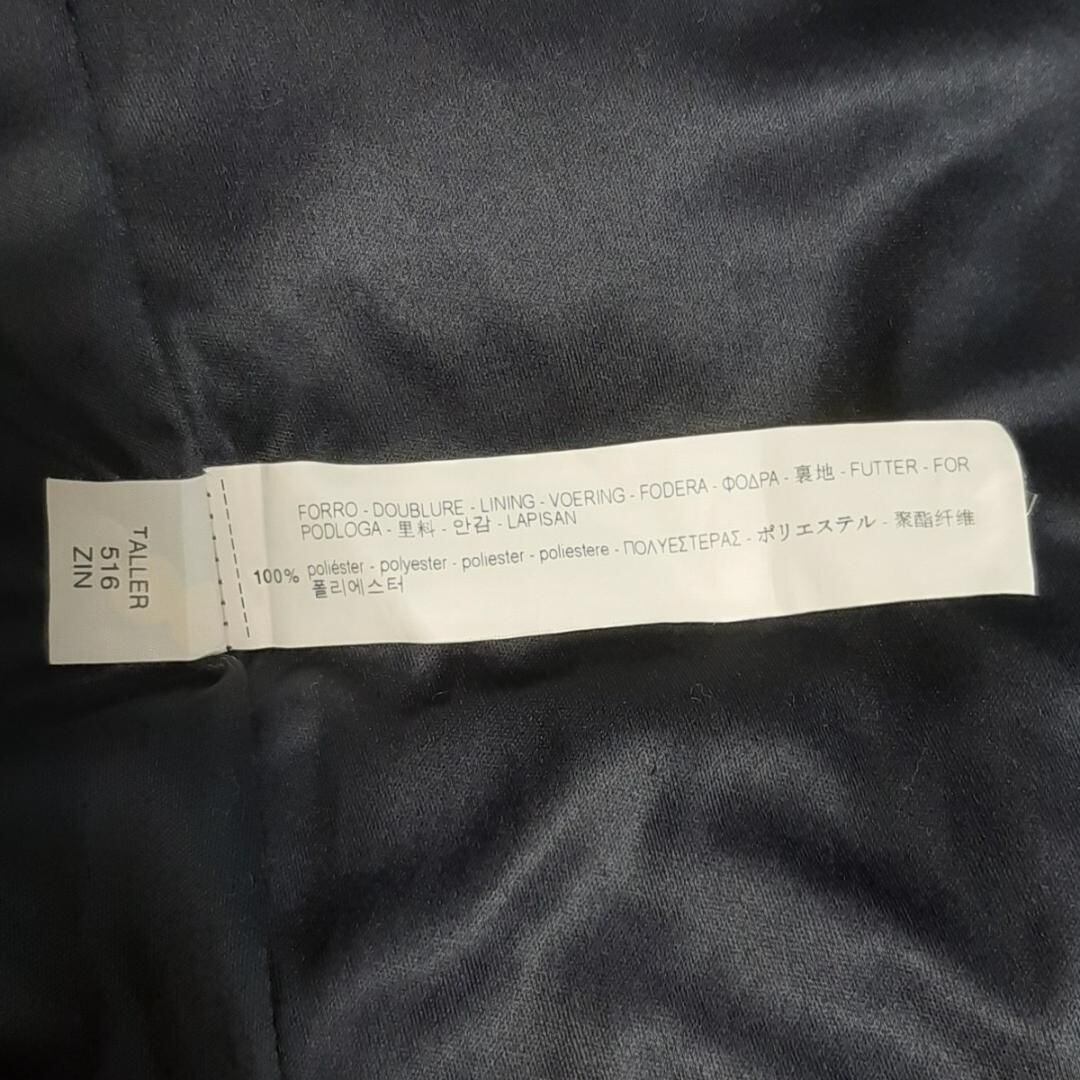 TALLER
516
ZIN
FORRO - DOUBLURE - LINING - VOERING - FODERA - ΦΟΔΡΑ - 裏地 - FUTTER - FOR
PODLOGA - 里料 - 안감 - LAPISAN
100% poliéster - polyester - poliester - poliestere - ΠΟΛΥΕΣΤΕΡΑΣ - ポリエステル - 聚酯纤维
폴리에스터